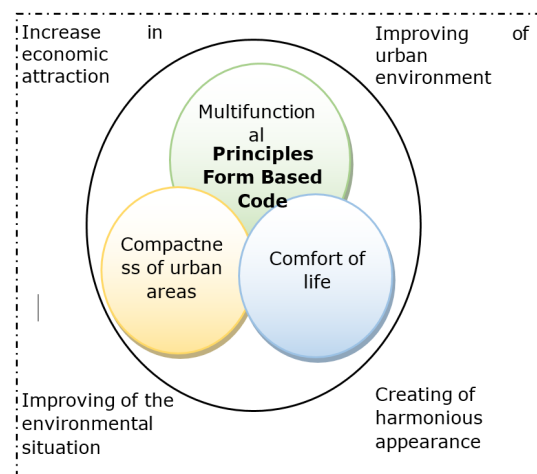 Increase in
economic
attraction
Improving of
urban
environment
Multifunction
al
Principles
Form Based
Code
Compactne
ss of urban
areas
Comfort of
life
Improving of the
environmental
situation
Creating of
harmonious
appearance